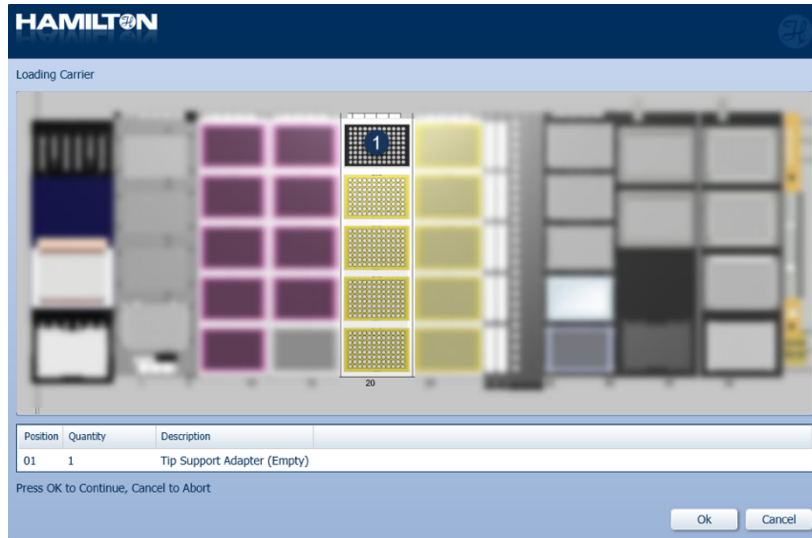 HAMILTON
Loading Carrier
1
20
Position Quantity Description
01 1 Tip Support Adapter (Empty)
Press OK to Continue, Cancel to Abort
Ok Cancel